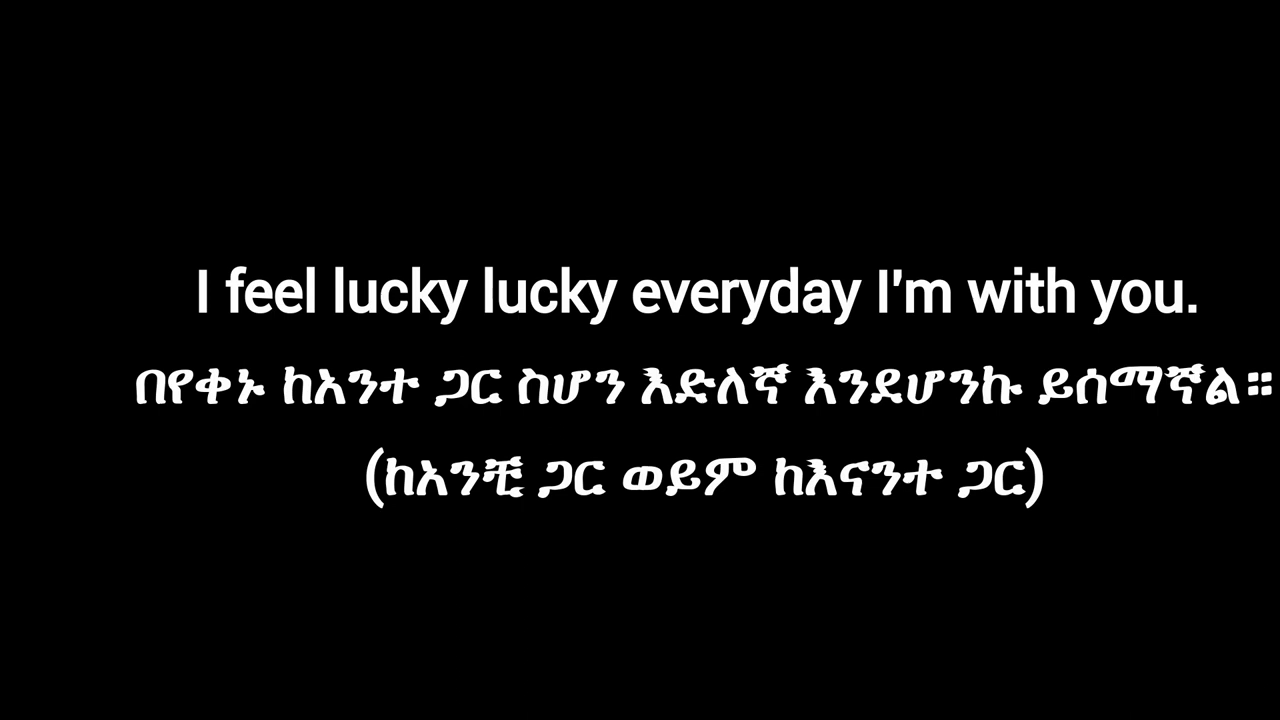 I feel lucky lucky everyday I'm with you.
በየቀኑ ከአንተ ጋር ስሆን እድለኛ እንደሆንኩ ይሰማኛል።
(ከአንቺ ጋር ወይም ከእናንተ ጋር)